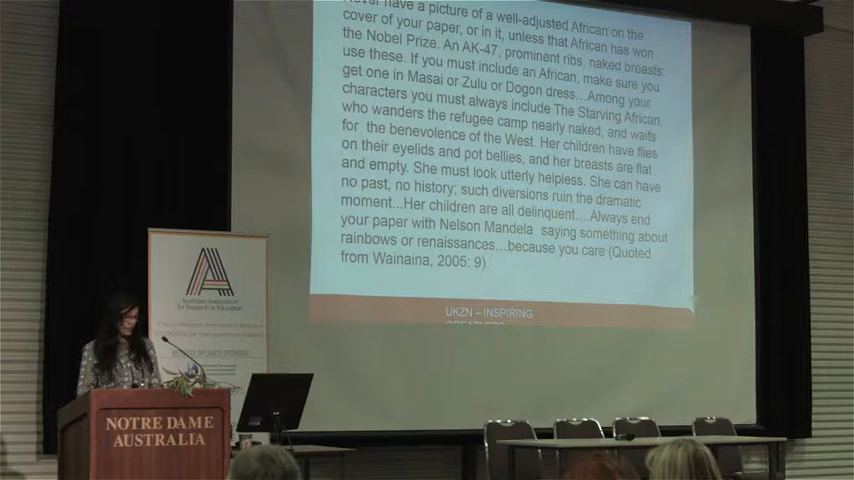 Never have a picture of a well-adjusted African on the
cover of your paper, or in it, unless that African has won
the Nobel Prize. An AK-47, prominent ribs, naked breasts:
use these. If you must include an African, make sure you
get one in Masai or Zulu or Dogon dress…Among your
characters you must always include The Starving African,
who wanders the refugee camp nearly naked, and waits
for the benevolence of the West. Her children have flies
on their eyelids and pot bellies, and her breasts are flat
and empty. She must look utterly helpless. She can have
no past, no history; such diversions ruin the dramatic
moment...Her children are all delinquent....Always end
your paper with Nelson Mandela saying something about
rainbows or renaissances...because you care (Quoted
from Wainaina, 2005: 9)
UKZN – INSPIRING
GREATNESS
Australian Association
for Research in Education
KEYNOTE SPEAKER SPONSORS
NOTRE DAME
AUSTRALIA